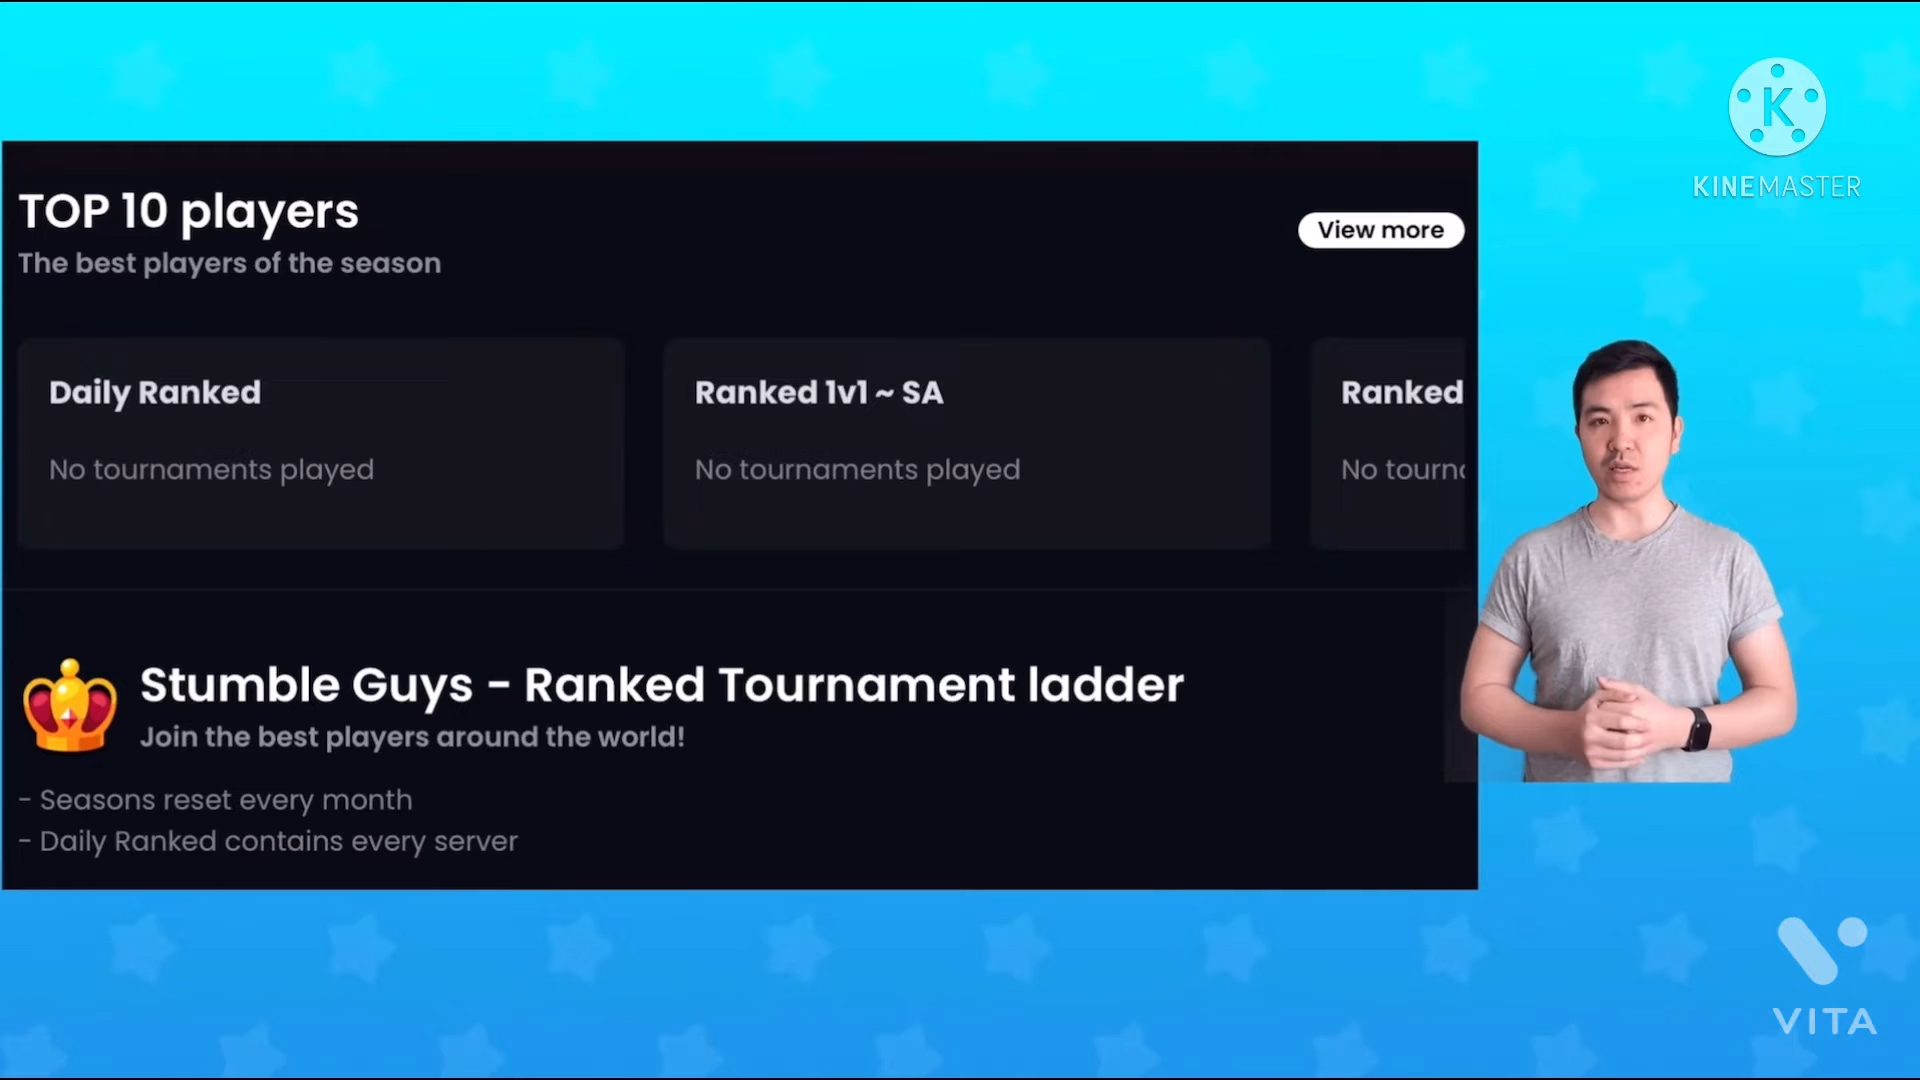 K
KINEMASTER
TOP 10 players
View more
The best players of the season
Daily Ranked
Ranked 1v1 ~ SA
Ranked
No tournaments played
No tournaments played
No tourn
Stumble Guys - Ranked Tournament ladder
Join the best players around the world!
- Seasons reset every month
- Daily Ranked contains every server
VITA